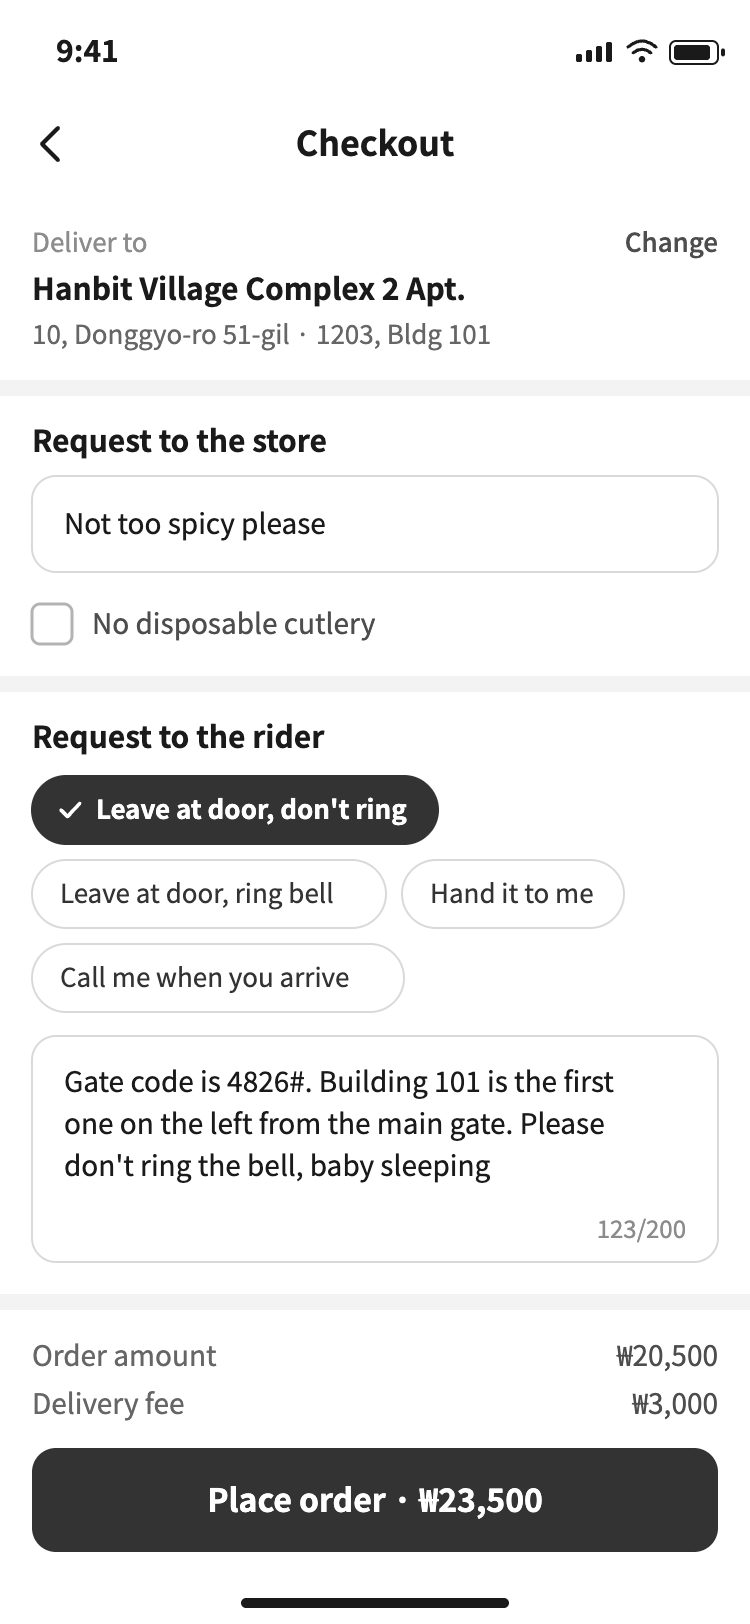 9:41
Checkout
Deliver to
Change
Hanbit Village Complex 2 Apt.
10, Donggyo-ro 51-gil · 1203, Bldg 101
Request to the store
Not too spicy please
No disposable cutlery
Request to the rider
Leave at door, don't ring
Leave at door, ring bell
Hand it to me
Call me when you arrive
Gate code is 4826#. Building 101 is the first
one on the left from the main gate. Please
don't ring the bell, baby sleeping
123/200
Order amount
₩20,500
Delivery fee
₩3,000
Place order · ₩23,500